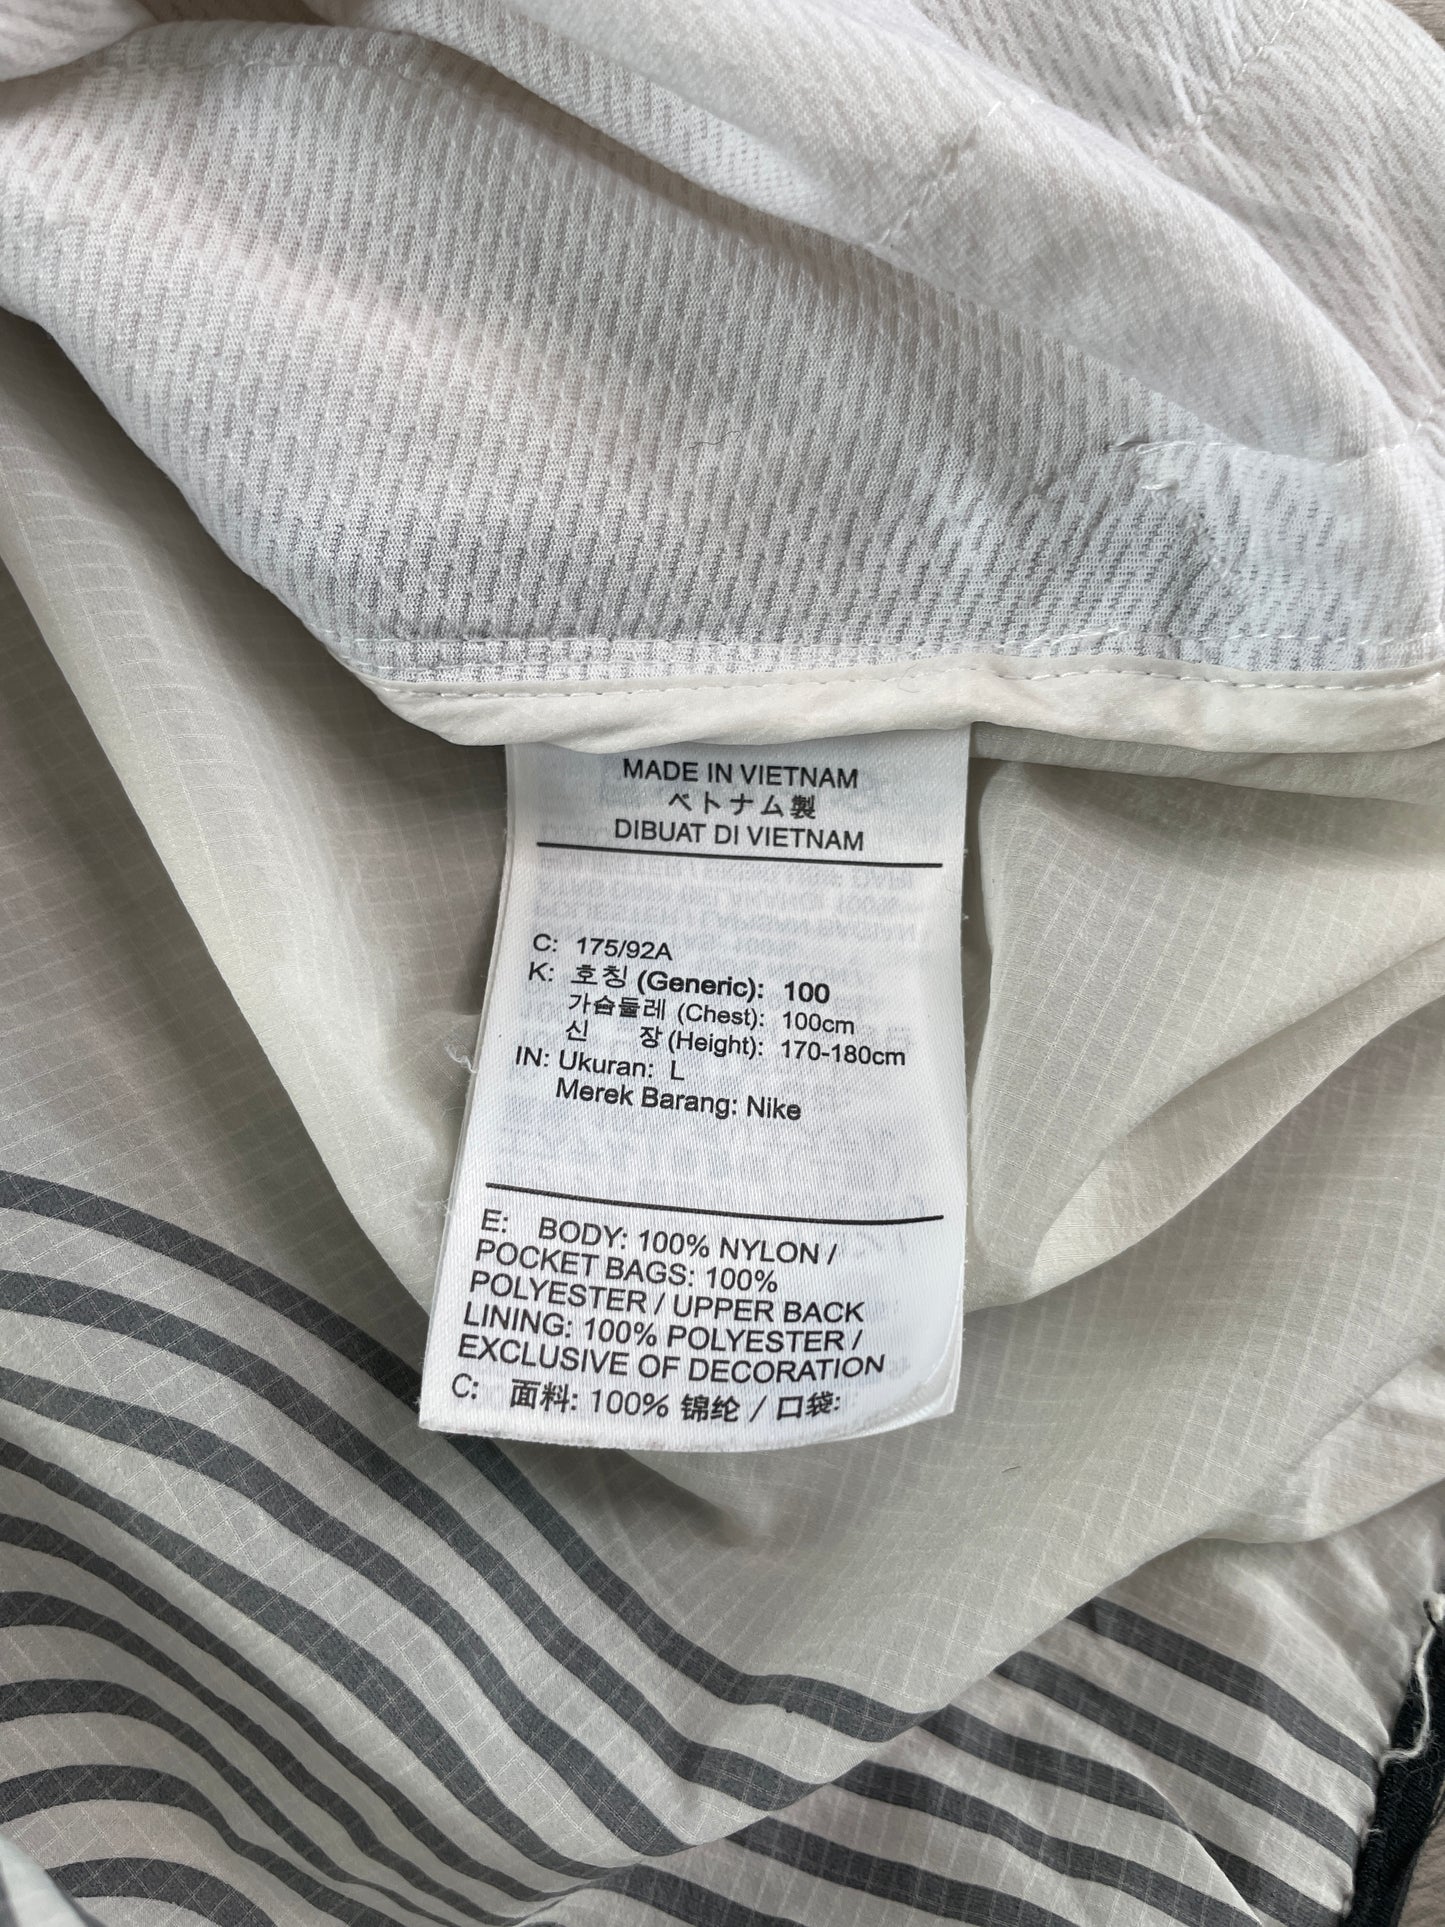 MADE IN VIETNAM
ベトナム製
DIBUAT DI VIETNAM
C: 175/92A
K: 호칭 (Generic): 100
가슴둘레 (Chest): 100cm
신 장 (Height): 170-180cm
IN: Ukuran: L
Merek Barang: Nike
E: BODY: 100% NYLON /
POCKET BAGS: 100%
POLYESTER / UPPER BACK
LINING: 100% POLYESTER /
EXCLUSIVE OF DECORATION
C: 面料: 100% 锦纶 / 口袋: